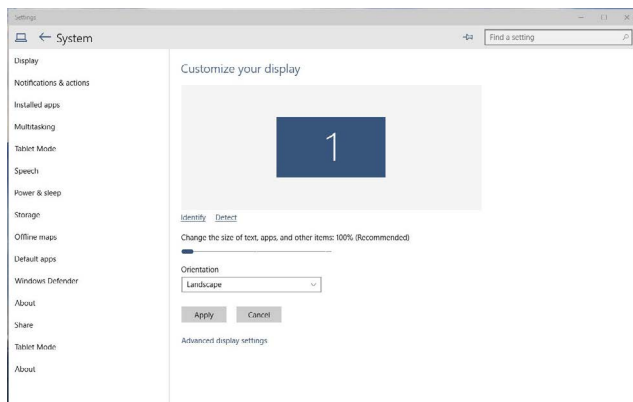 Settings
System
Find a setting
Display
Notifications & actions
Installed apps
Multitasking
Tablet Mode
Speech
Power & sleep
Storage
Offline maps
Default apps
Windows Defender
About
Share
Tablet Mode
About
Customize your display
1
Identify Detect
Change the size of text, apps, and other items: 100% (Recommended)
Orientation
Landscape
Apply Cancel
Advanced display settings